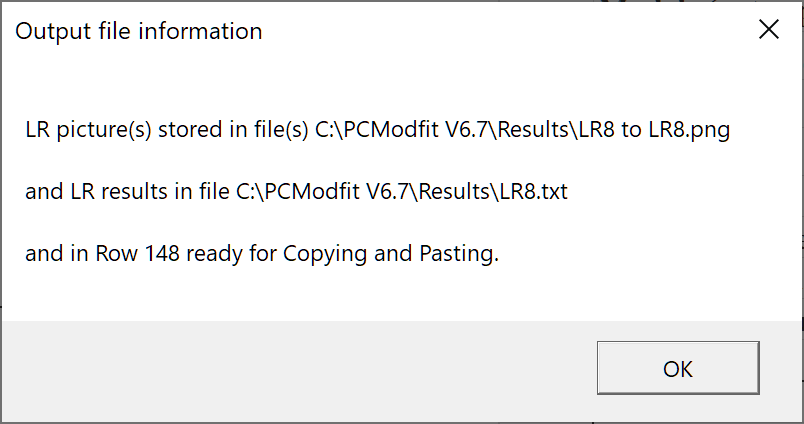 Output file information
LR picture(s) stored in file(s) C:\PCModfit V6.7\Results\LR8 to LR8.png
and LR results in file C:\PCModfit V6.7\Results\LR8.txt
and in Row 148 ready for Copying and Pasting.
OK